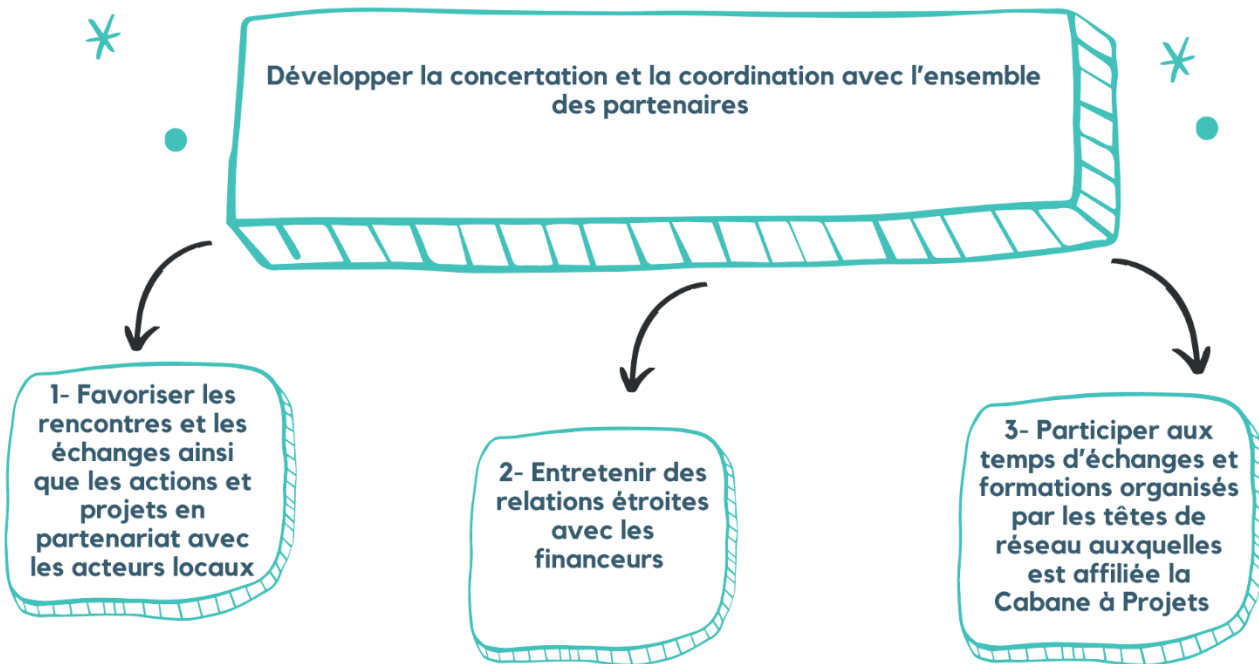 Développer la concertation et la coordination avec l'ensemble
des partenaires
1- Favoriser les
rencontres et les
échanges ainsi
que les actions et
projets en
partenariat avec
les acteurs locaux
2- Entretenir des
relations étroites
avec les
financeurs
3- Participer aux
temps d'échanges et
formations organisés
par les têtes de
réseau auxquelles
est affiliée la
Cabane à Projets